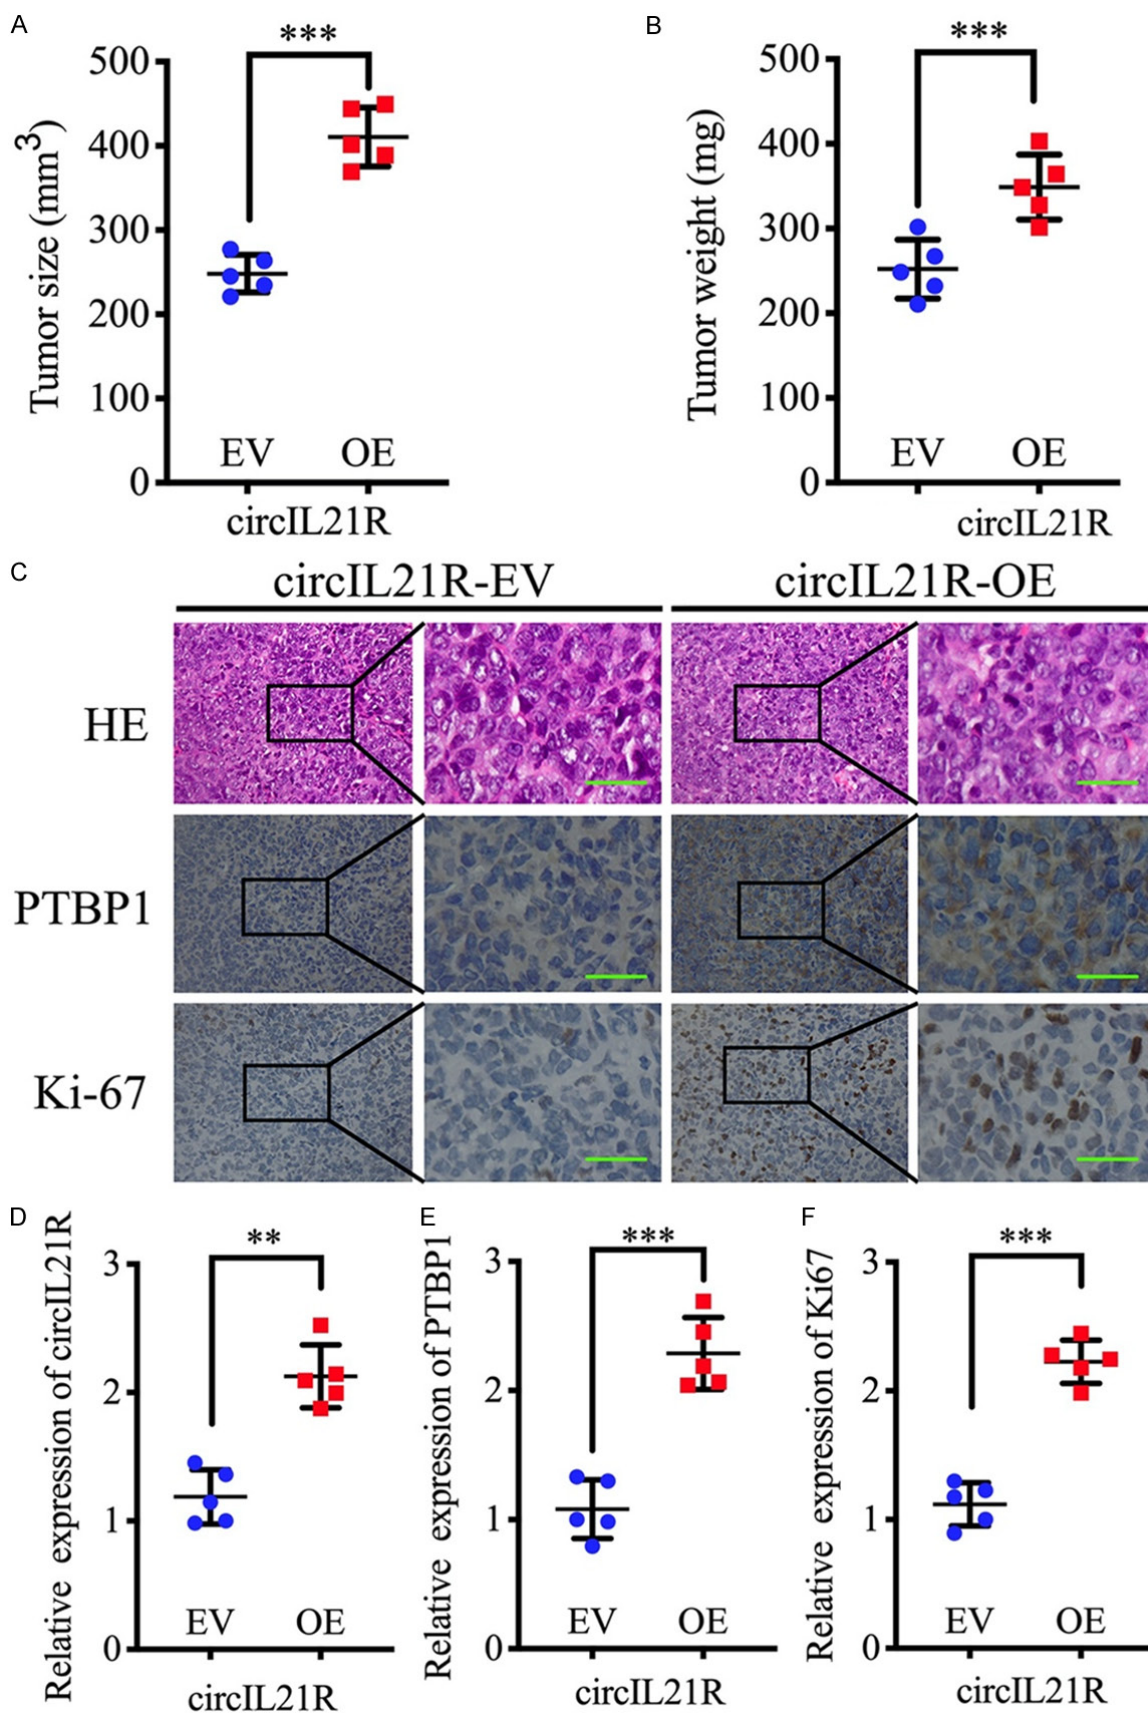 A
B
***
***
500
400
300
200
100
0
Tumor size (mm3)
EV
OE
circIL21R
500
400
300
200
100
0
Tumor weight (mg)
EV
OE
circIL21R
C
circIL21R-EV
circIL21R-OE
HE
PTBP1
Ki-67
D
E
F
**
***
***
3
2
1
0
Relative expression of circIL21R
EV
OE
circIL21R
3
2
1
0
Relative expression of PTBP1
EV
OE
circIL21R
3
2
1
0
Relative expression of Ki67
EV
OE
circIL21R